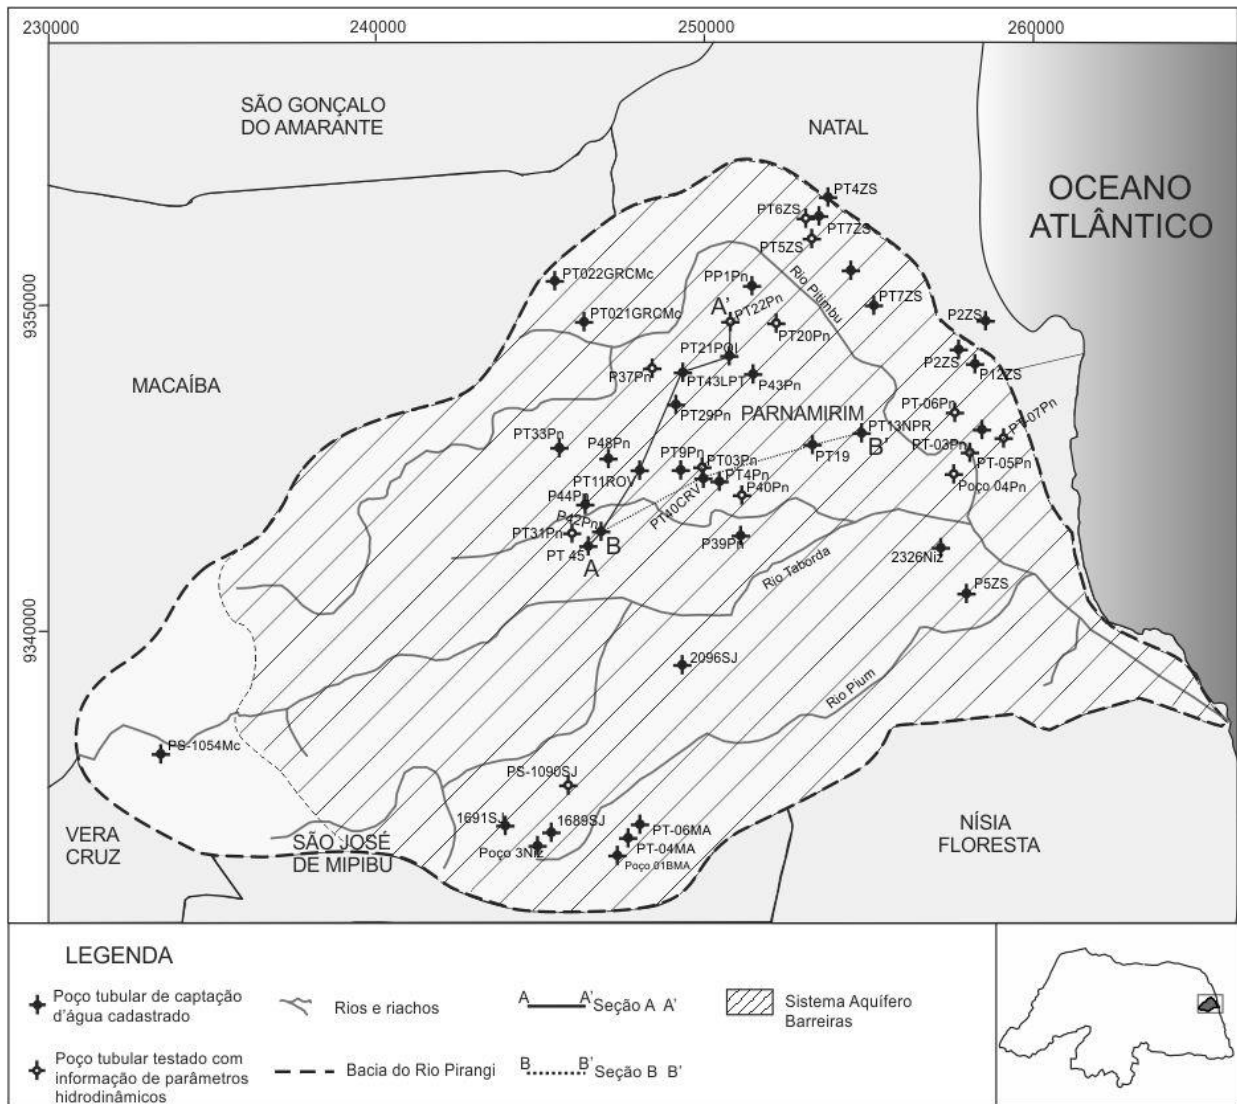 230000
240000
250000
260000
SÃO GONÇALO
DO AMARANTE
NATAL
OCEANO
ATLÂNTICO
PT4ZS
PT6ZS
PT7ZS
PT5ZS
Rio Pitimbu
PT022GRCMc
PP1Pn
PT7ZS
9350000
A'
PT22Pn
PT021GRCMc
PT20Pn
P2ZS
PT21PQI
P2ZS
P12ZS
P37Pn
PT43LPT
P43Pn
MACAÍBA
PT29Pn
PARNAMIRIM
PT-06Pn
PT-07Pn
PT13NPR
B'
PT33Pn
P48Pn
PT9Pn
PT03Pn
PT19
PT-03Pn
PT-05Pn
PT11ROV
PT4Pn
Poço 04Pn
P44Pn
PT40CRV
P40Pn
P42Pn
PT31Pn
B
P39Pn
PT 45
A
2326Niz
Rio Taborda
P5ZS
9340000
2096SJ
Rio Pium
PS-1054Mc
PS-1090SJ
1691SJ
1689SJ
PT-06MA
Poço 3Niz
PT-04MA
Poço 01BMA
VERA
CRUZ
SÃO JOSÉ
DE MIPIBU
NÍSIA
FLORESTA
LEGENDA
Poço tubular de captação
d'água cadastrado
Rios e riachos
A A' Seção A A'
Sistema Aquífero
Barreiras
Poço tubular testado com
informação de parâmetros
hidrodinâmicos
Bacia do Rio Pirangi
B B' Seção B B'